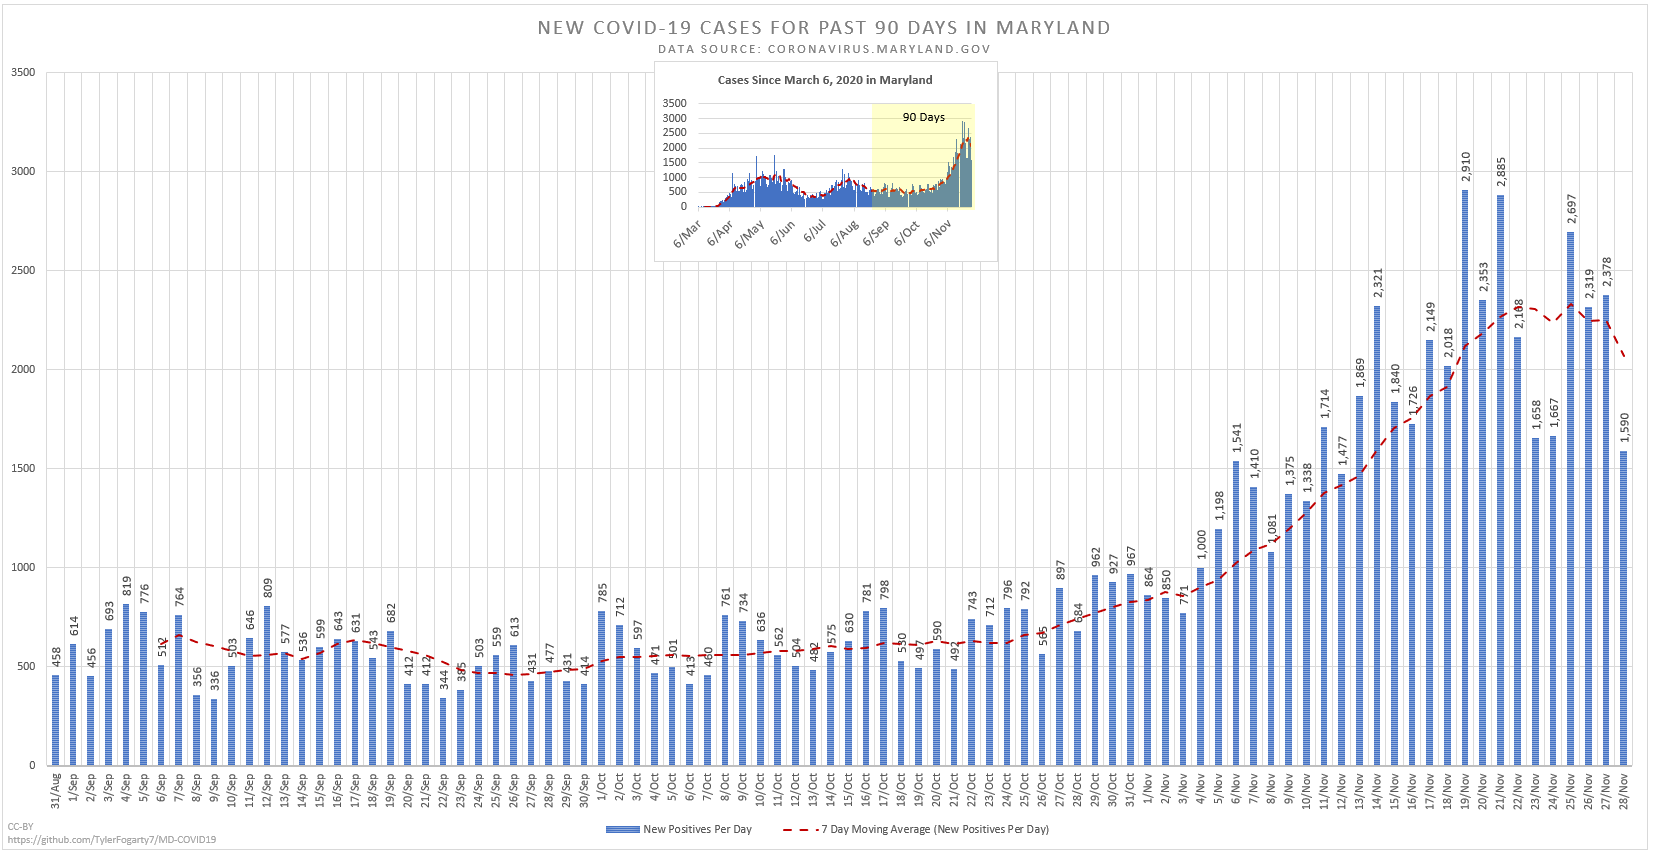 NEW COVID-19 CASES FOR PAST 90 DAYS IN MARYLAND
DATA SOURCE: CORONAVIRUS.MARYLAND.GOV
Cases Since March 6, 2020 in Maryland
90 Days
3500
3000
2500
2000
1500
1000
500
0
6/Mar 6/Apr 6/May 6/Jun 6/Jul 6/Aug 6/Sep 6/Oct 6/Nov
3500
3000
2500
2000
1500
1000
500
0
458 614 456 693 819 776 512 764 356 336 503 646 809 577 536 599 643 631 543 682 412 412 344 385 503 559 613 431 477 431 414 785 712 597 471 501 413 460 761 734 636 562 504 482 575 630 781 798 530 497 590 492 743 712 796 792 565 897 684 962 927 967 864 850 771 1,000 1,198 1,541 1,410 1,081 1,375 1,338 1,714 1,477 1,869 2,321 1,840 1,726 2,149 2,018 2,910 2,353 2,885 2,168 1,658 1,667 2,697 2,319 2,378 1,590
31/Aug 1/Sep 2/Sep 3/Sep 4/Sep 5/Sep 6/Sep 7/Sep 8/Sep 9/Sep 10/Sep 11/Sep 12/Sep 13/Sep 14/Sep 15/Sep 16/Sep 17/Sep 18/Sep 19/Sep 20/Sep 21/Sep 22/Sep 23/Sep 24/Sep 25/Sep 26/Sep 27/Sep 28/Sep 29/Sep 30/Sep 1/Oct 2/Oct 3/Oct 4/Oct 5/Oct 6/Oct 7/Oct 8/Oct 9/Oct 10/Oct 11/Oct 12/Oct 13/Oct 14/Oct 15/Oct 16/Oct 17/Oct 18/Oct 19/Oct 20/Oct 21/Oct 22/Oct 23/Oct 24/Oct 25/Oct 26/Oct 27/Oct 28/Oct 29/Oct 30/Oct 31/Oct 1/Nov 2/Nov 3/Nov 4/Nov 5/Nov 6/Nov 7/Nov 8/Nov 9/Nov 10/Nov 11/Nov 12/Nov 13/Nov 14/Nov 15/Nov 16/Nov 17/Nov 18/Nov 19/Nov 20/Nov 21/Nov 22/Nov 23/Nov 24/Nov 25/Nov 26/Nov 27/Nov 28/Nov
New Positives Per Day
7 Day Moving Average (New Positives Per Day)
CC-BY
https://github.com/TylerFogarty7/MD-COVID19